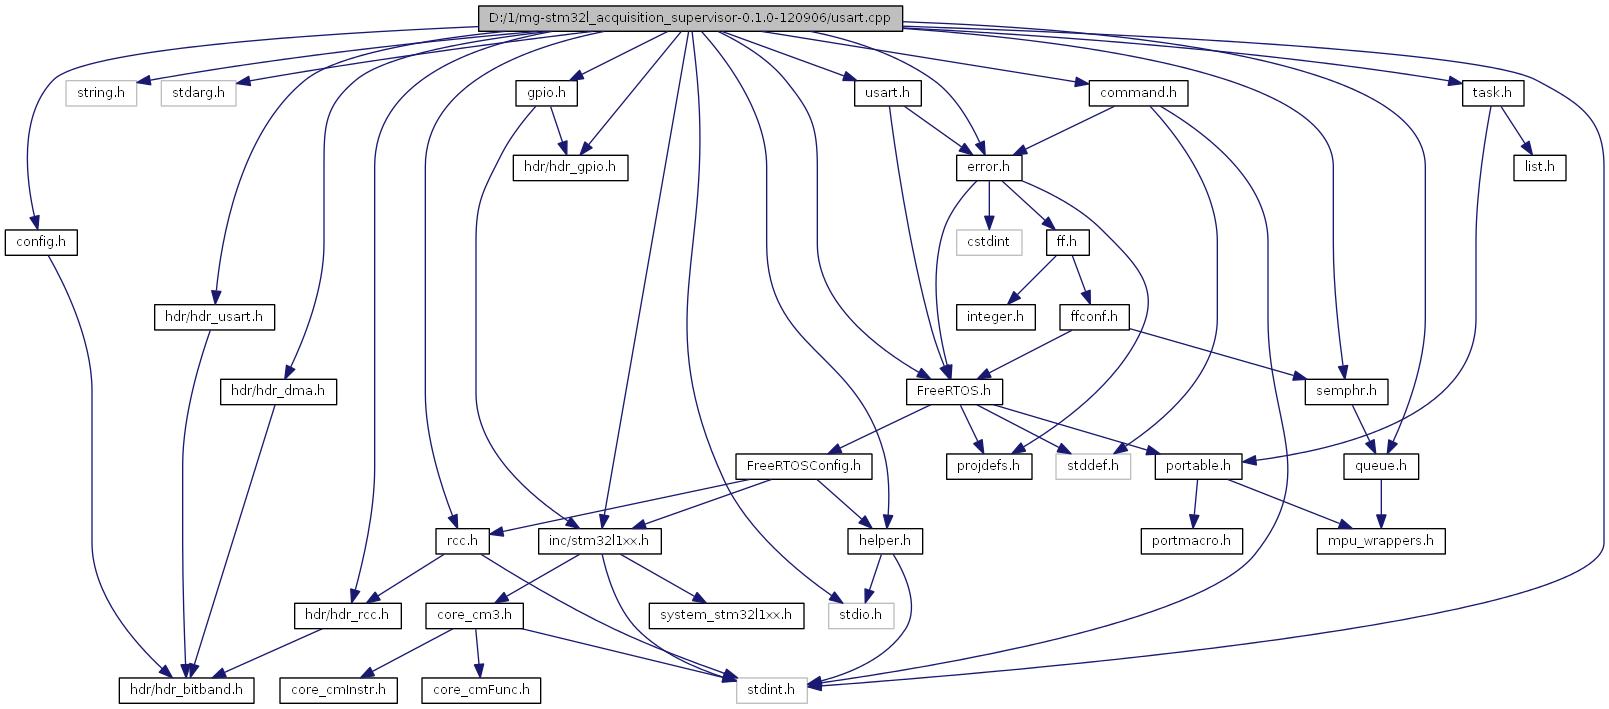 D:/1/mg-stm32l_acquisition_supervisor-0.1.0-120906/usart.cpp
string.h
stdarg.h
gpio.h
usart.h
command.h
task.h
hdr/hdr_gpio.h
error.h
list.h
config.h
cstdint
ff.h
hdr/hdr_usart.h
integer.h
ffconf.h
hdr/hdr_dma.h
FreeRTOS.h
semphr.h
FreeRTOSConfig.h
projdefs.h
stddef.h
portable.h
queue.h
rcc.h
inc/stm32l1xx.h
helper.h
portmacro.h
mpu_wrappers.h
hdr/hdr_rcc.h
core_cm3.h
system_stm32l1xx.h
stdio.h
hdr/hdr_bitband.h
core_cmInstr.h
core_cmFunc.h
stdint.h